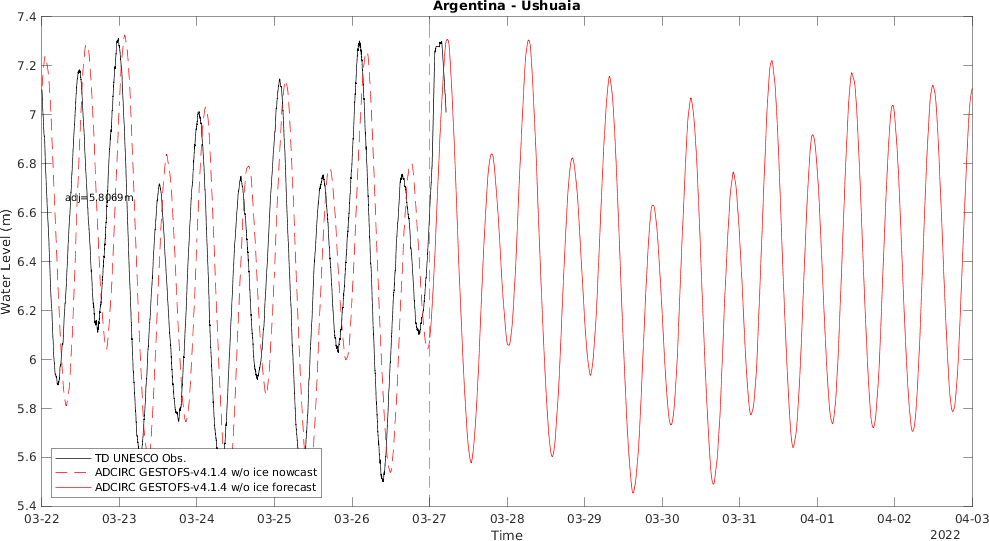 Argentina - Ushuaia
7.4
7.2
7
6.8
adj=5.8069m
6.6
Water Level (m)
6.4
6.2
6
5.8
5.6
5.4
TD UNESCO Obs.
ADCIRC GESTOFS-v4.1.4 w/o ice nowcast
ADCIRC GESTOFS-v4.1.4 w/o ice forecast
03-22 03-23 03-24 03-25 03-26 03-27 03-28 03-29 03-30 03-31 04-01 04-02 04-03
Time
2022